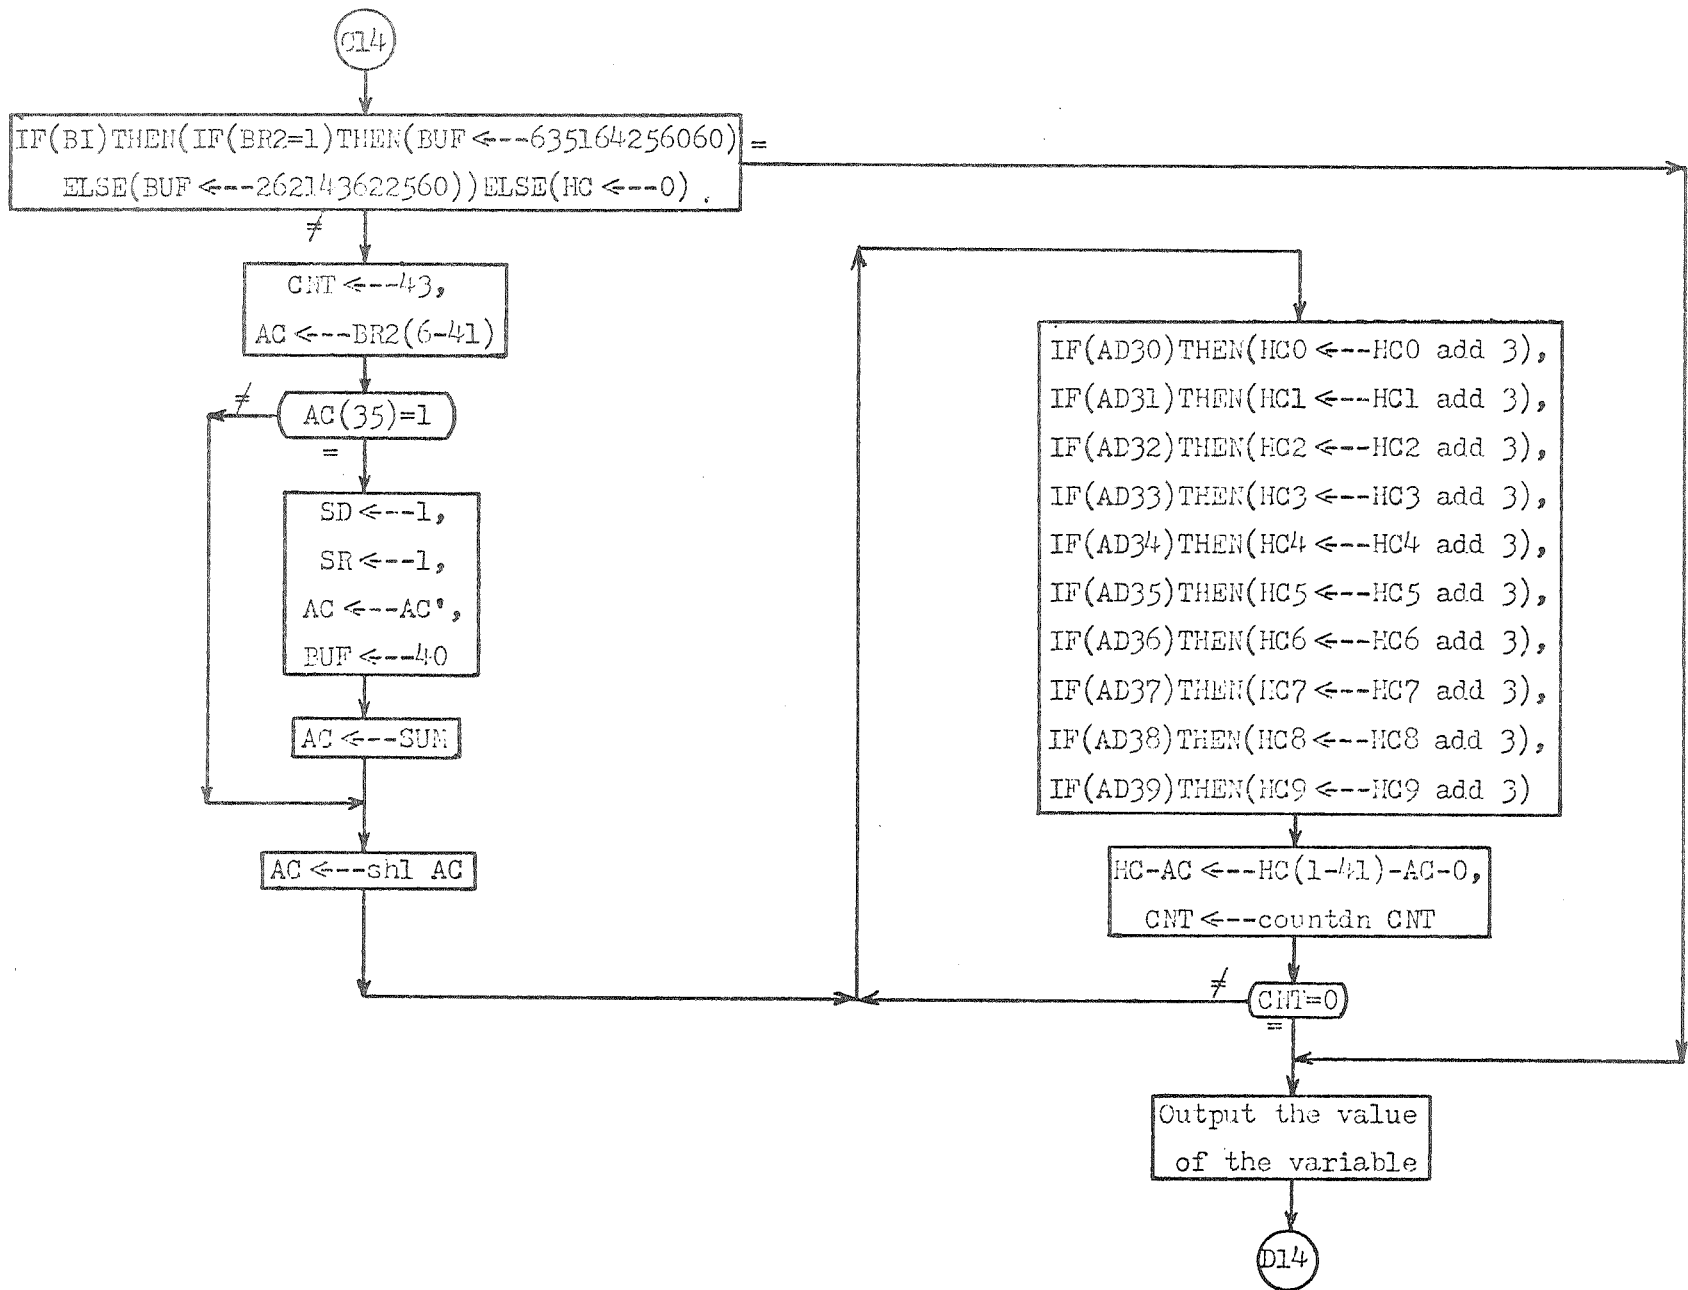 C14
IF(BI)THEN(IF(BR2=1)THEN(BUF<---635164256060)
ELSE(BUF<---262143622560))ELSE(HC<---0).
=
≠
CNT<---43,
AC<---BR2(6-41)
AC(35)=1
≠
=
SD<---1,
SR<---1,
AC<---AC',
BUF<---40
AC<---SUM
AC<---shl AC
IF(AD30)THEN(HC0<---HC0 add 3),
IF(AD31)THEN(HC1<---HC1 add 3),
IF(AD32)THEN(HC2<---HC2 add 3),
IF(AD33)THEN(HC3<---HC3 add 3),
IF(AD34)THEN(HC4<---HC4 add 3),
IF(AD35)THEN(HC5<---HC5 add 3),
IF(AD36)THEN(HC6<---HC6 add 3),
IF(AD37)THEN(HC7<---HC7 add 3),
IF(AD38)THEN(HC8<---HC8 add 3),
IF(AD39)THEN(HC9<---HC9 add 3)
HC-AC<---HC(1-41)-AC-0,
CNT<---countdn CNT
≠
CNT=0
=
Output the value
of the variable
D14